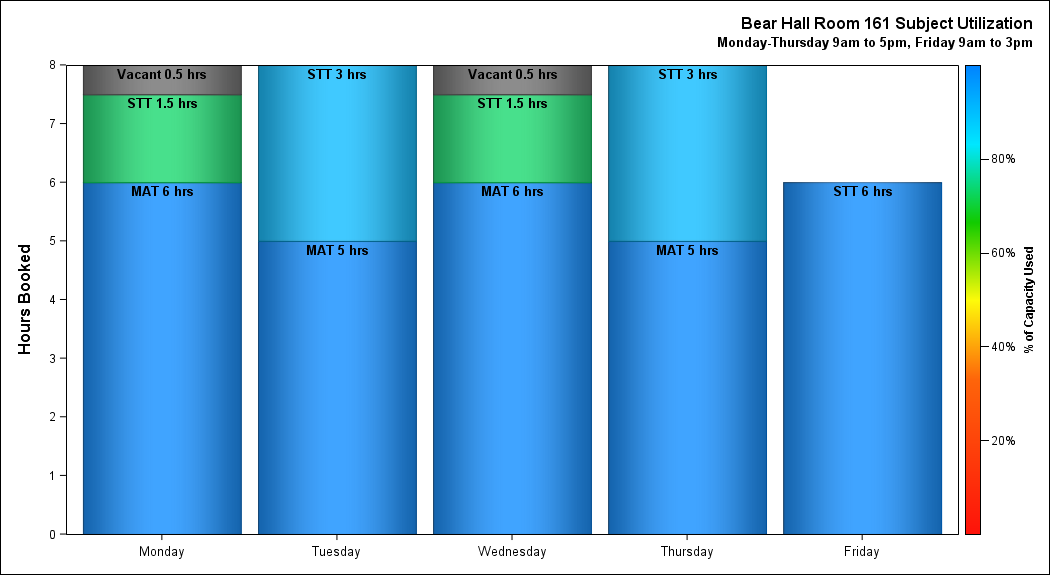 Bear Hall Room 161 Subject Utilization
Monday-Thursday 9am to 5pm, Friday 9am to 3pm
Hours Booked
8
7
6
5
4
3
2
1
0
Vacant 0.5 hrs
STT 1.5 hrs
MAT 6 hrs
STT 3 hrs
MAT 5 hrs
Vacant 0.5 hrs
STT 1.5 hrs
MAT 6 hrs
STT 3 hrs
MAT 5 hrs
STT 6 hrs
Monday
Tuesday
Wednesday
Thursday
Friday
80%
60%
40%
20%
% of Capacity Used